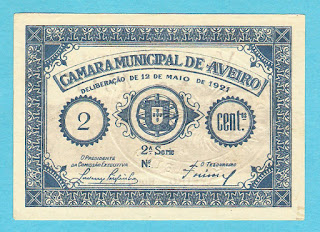 CAMARA MUNICIPAL DE AVEIRO
DELIBERAÇÃO DE 12 DE MAIO DE 1921
2 CENT.os
2.ª Serie
Nº
O PRESIDENTE
DA COMISSÃO EXECUTIVA
O TESOUREIRO